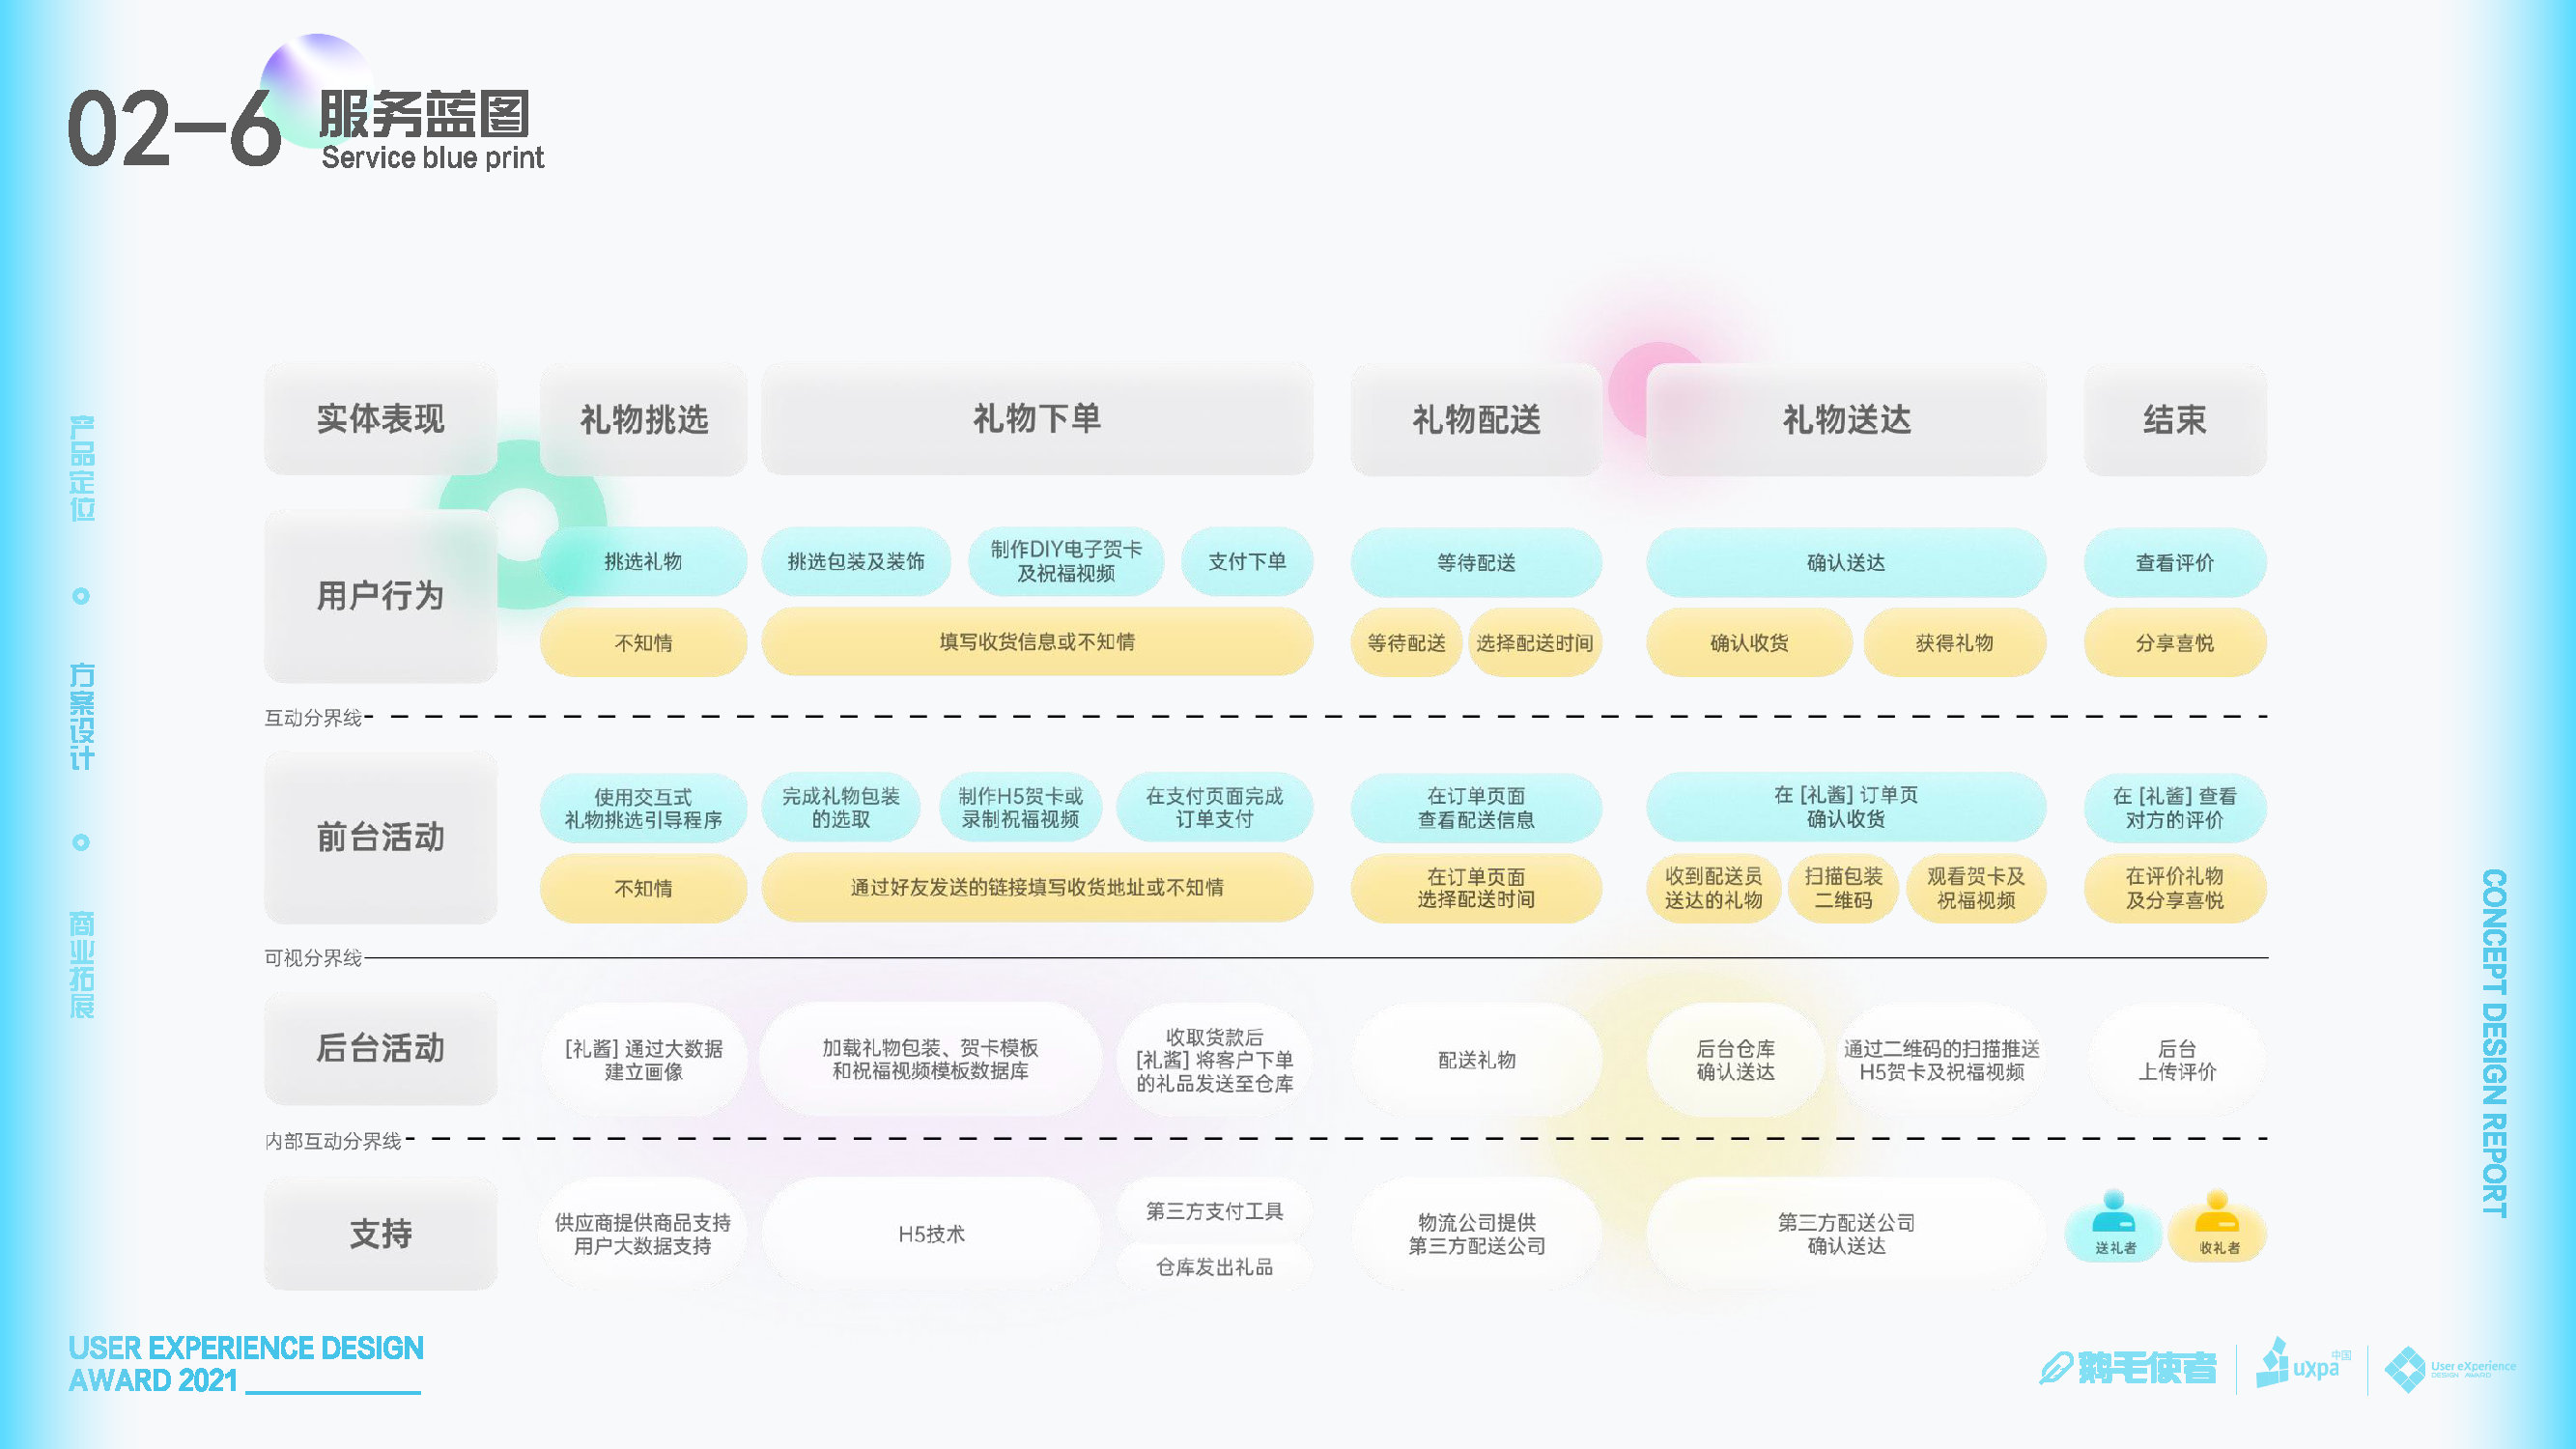 02-6 服务蓝图
Service blue print
产品定位
方案设计
商业拓展
实体表现
礼物挑选
礼物下单
礼物配送
礼物送达
结束
用户行为
挑选礼物
挑选包装及装饰
制作DIY电子贺卡
及祝福视频
支付下单
等待配送
确认送达
查看评价
不知情
填写收货信息或不知情
等待配送
选择配送时间
确认收货
获得礼物
分享喜悦
互动分界线
前台活动
使用交互式
礼物挑选引导程序
完成礼物包装
的选取
制作H5贺卡或
录制祝福视频
在支付页面完成
订单支付
在订单页面
查看配送信息
在 [礼酱] 订单页
确认收货
在 [礼酱] 查看
对方的评价
不知情
通过好友发送的链接填写收货地址或不知情
在订单页面
选择配送时间
收到配送员
送达的礼物
扫描包装
二维码
观看贺卡及
祝福视频
在评价礼物
及分享喜悦
可视分界线
后台活动
[礼酱] 通过大数据
建立画像
加载礼物包装、贺卡模板
和祝福视频模板数据库
收取货款后
[礼酱] 将客户下单
的礼品发送至仓库
配送礼物
后台仓库
确认送达
通过二维码的扫描推送
H5贺卡及祝福视频
后台
上传评价
内部互动分界线
支持
供应商提供商品支持
用户大数据支持
H5技术
第三方支付工具
仓库发出礼品
物流公司提供
第三方配送公司
第三方配送公司
确认送达
送礼者
收礼者
CONCEPT DESIGN REPORT
USER EXPERIENCE DESIGN
AWARD 2021
鹅毛使者
uxpa 中国
User eXperience
DESIGN AWARD